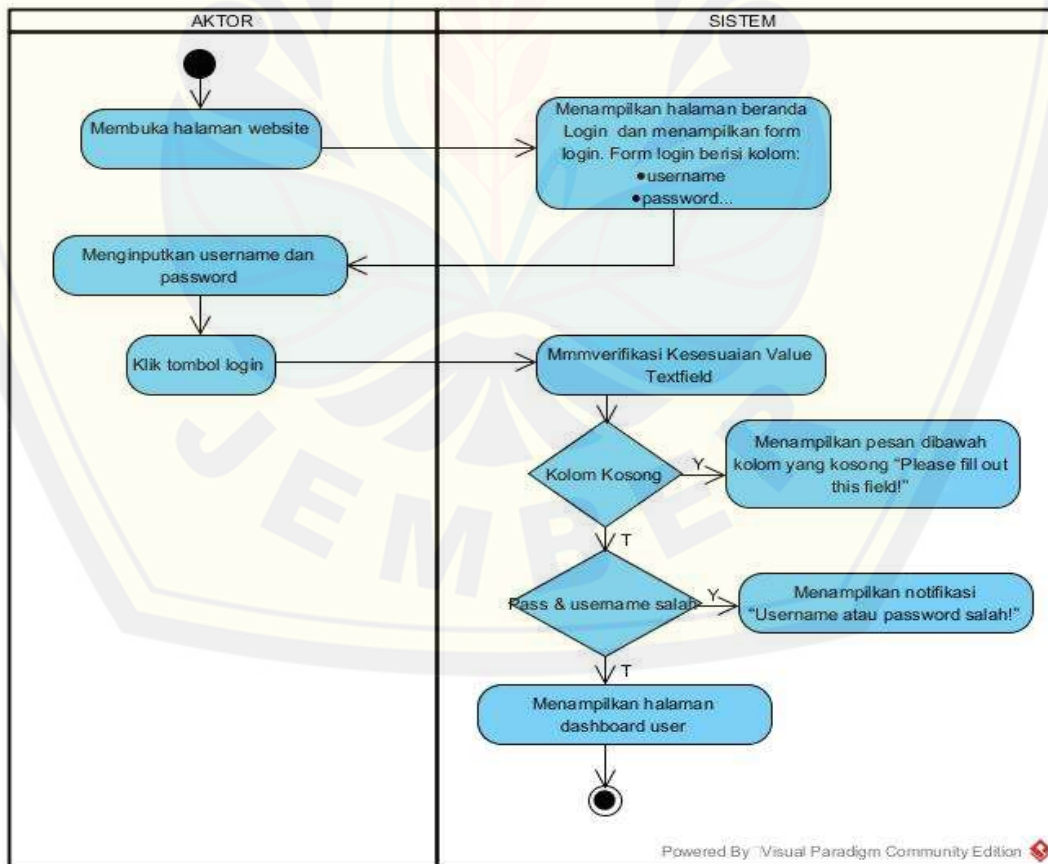 AKTOR
SISTEM
Membuka halaman website
Menampilkan halaman beranda
Login dan menampilkan form
login. Form login berisi kolom:
●username
●password...
Menginputkan username dan
password
Klik tombol login
Mmmverifikasi Kesesuaian Value
Textfield
Kolom Kosong
Y
Menampilkan pesan dibawah
kolom yang kosong "Please fill out
this field!"
T
Pass & username salah
Y
Menampilkan notifikasi
"Username atau password salah!"
T
Menampilkan halaman
dashboard user
JEMBER
Powered By Visual Paradigm Community Edition